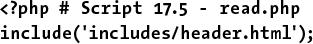 <?php # Script 17.5 - read.php
include('includes/header.html');